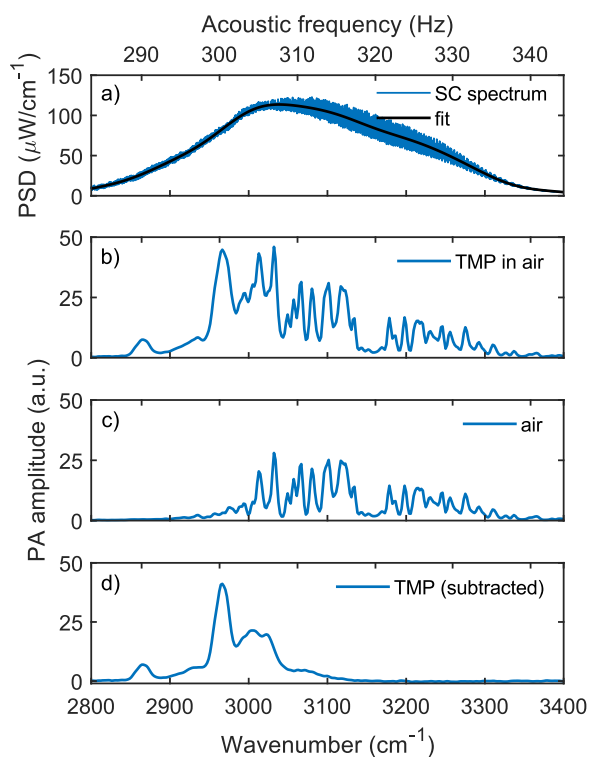 Acoustic frequency (Hz)
290 300 310 320 330 340
PSD (μW/cm⁻¹)
150
100
50
0
a)
SC spectrum
fit
PA amplitude (a.u.)
50
25
0
b)
TMP in air
50
25
0
c)
air
50
25
0
d)
TMP (subtracted)
2800 2900 3000 3100 3200 3300 3400
Wavenumber (cm⁻¹)